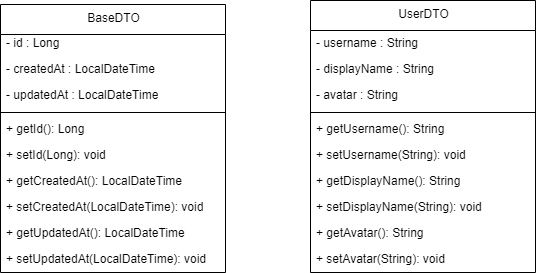 BaseDTO
- id : Long
- createdAt : LocalDateTime
- updatedAt : LocalDateTime
+ getId(): Long
+ setId(Long): void
+ getCreatedAt(): LocalDateTime
+ setCreatedAt(LocalDateTime): void
+ getUpdatedAt(): LocalDateTime
+ setUpdatedAt(LocalDateTime): void
UserDTO
- username : String
- displayName : String
- avatar : String
+ getUsername(): String
+ setUsername(String): void
+ getDisplayName(): String
+ setDisplayName(String): void
+ getAvatar(): String
+ setAvatar(String): void